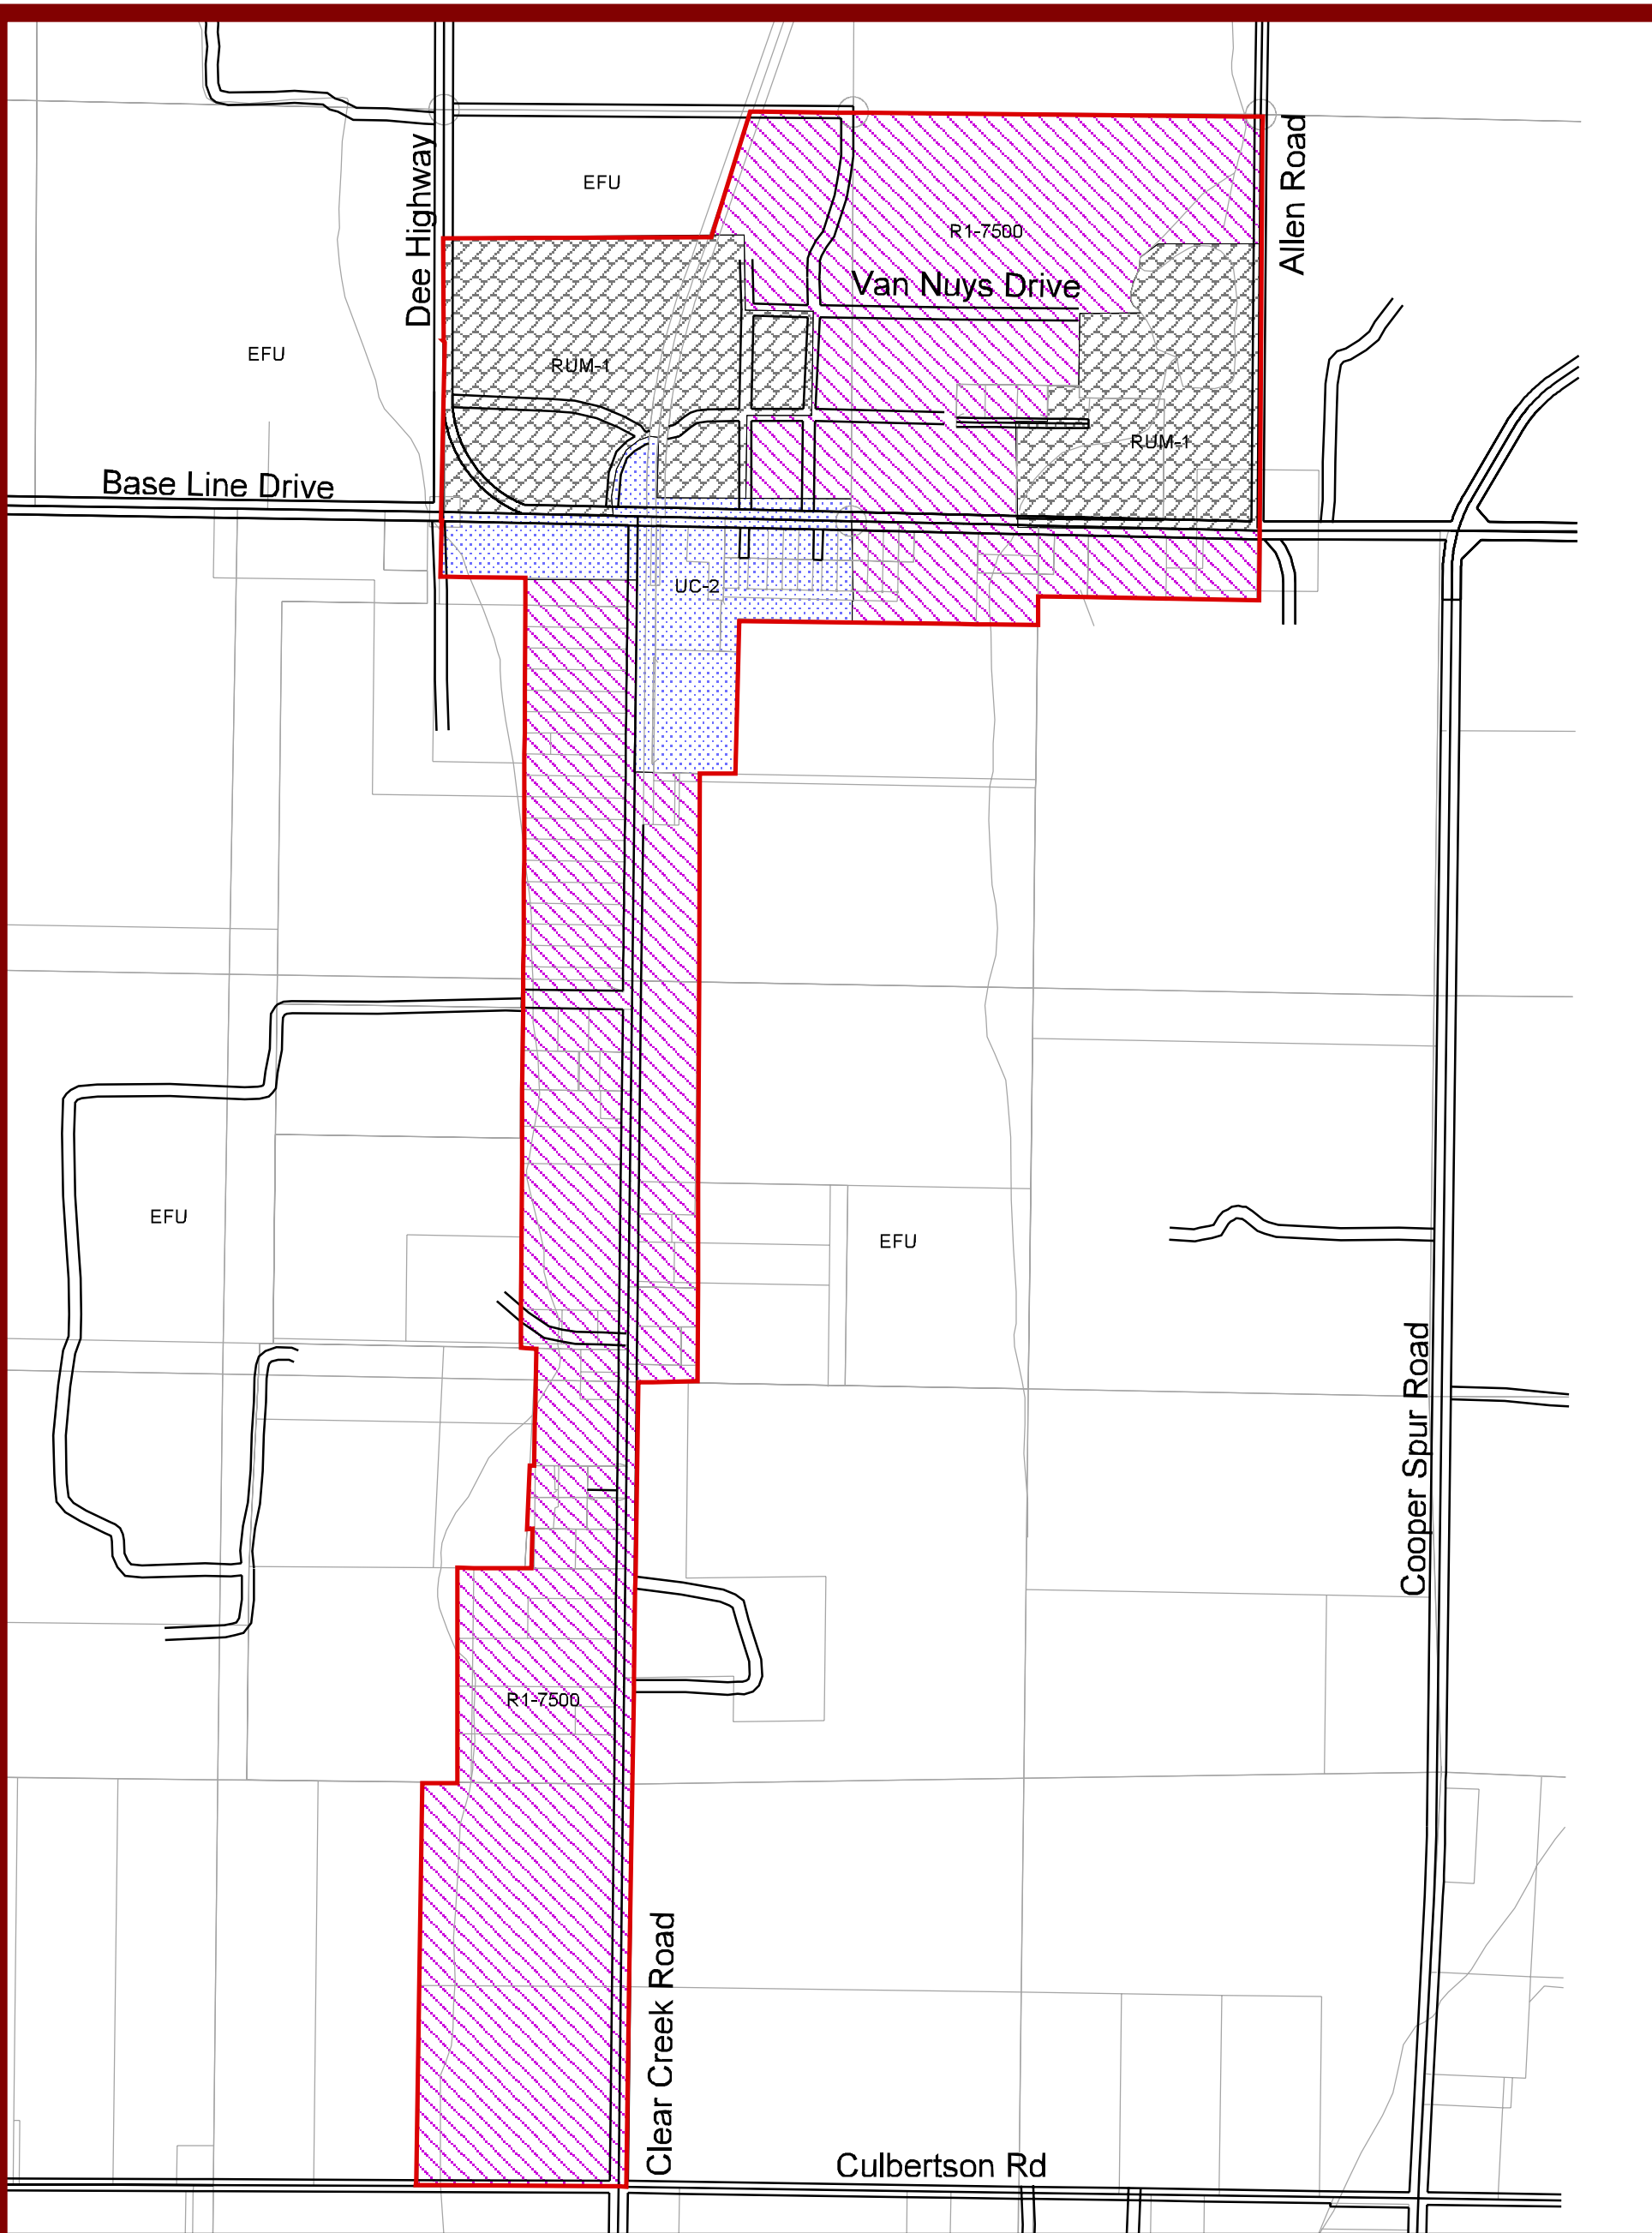 Dee Highway
EFU
Allen Road
R1-7500
Van Nuys Drive
EFU
RUM-1
RUM-1
Base Line Drive
UC-2
EFU
EFU
Cooper Spur Road
R1-7500
Clear Creek Road
Culbertson Rd